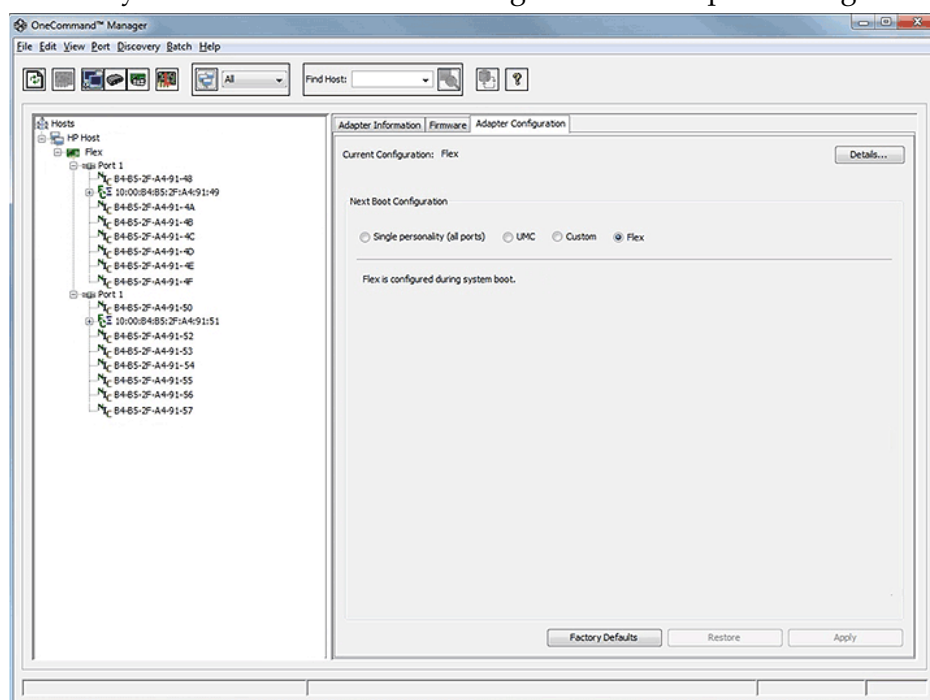 OneCommand™ Manager
File Edit View Port Discovery Batch Help
All
Find Host:
Hosts
HP Host
Flex
Port 1
B4-B5-2F-A4-91-48
10:00:B4:B5:2F:A4:91:49
B4-B5-2F-A4-91-4A
B4-B5-2F-A4-91-4B
B4-B5-2F-A4-91-4C
B4-B5-2F-A4-91-4D
B4-B5-2F-A4-91-4E
B4-B5-2F-A4-91-4F
Port 1
B4-B5-2F-A4-91-50
10:00:B4:B5:2F:A4:91:51
B4-B5-2F-A4-91-52
B4-B5-2F-A4-91-53
B4-B5-2F-A4-91-54
B4-B5-2F-A4-91-55
B4-B5-2F-A4-91-56
B4-B5-2F-A4-91-57
Adapter Information Firmware Adapter Configuration
Current Configuration: Flex Details...
Next Boot Configuration
Single personality (all ports) UMC Custom Flex
Flex is configured during system boot.
Factory Defaults Restore Apply